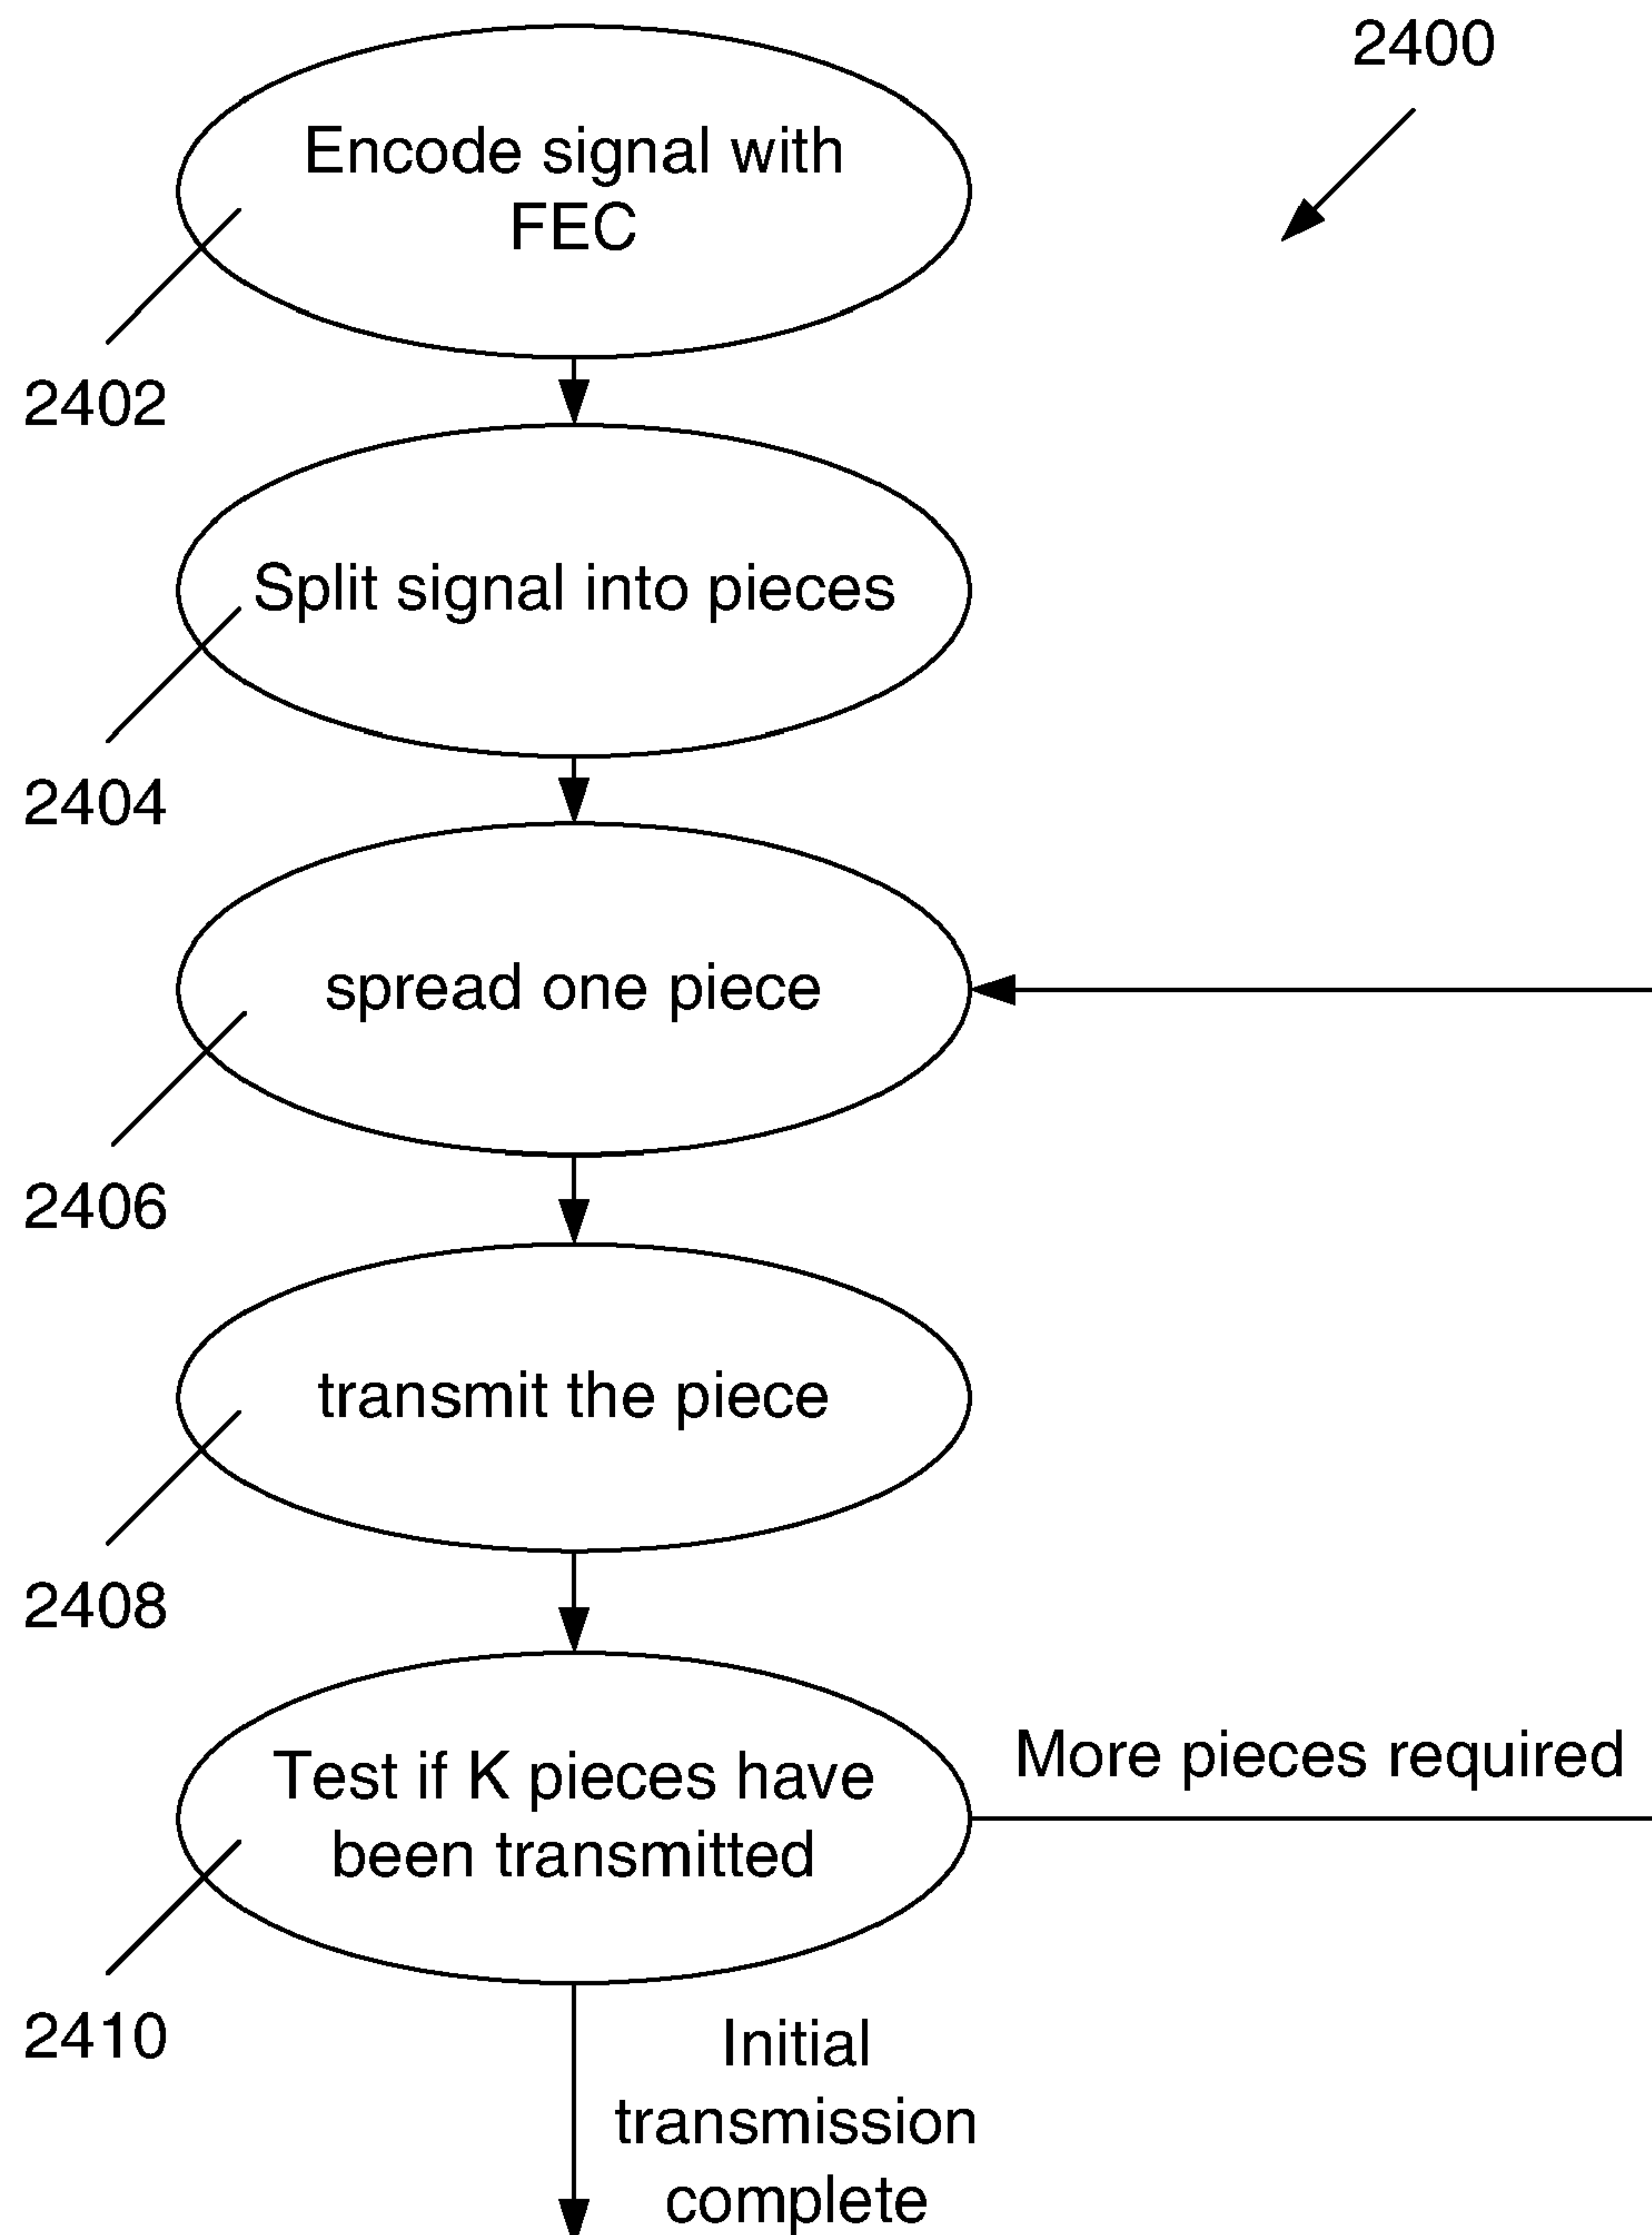 2400
Encode signal with
FEC
2402
Split signal into pieces
2404
spread one piece
2406
transmit the piece
2408
Test if K pieces have
been transmitted
More pieces required
2410
Initial
transmission
complete